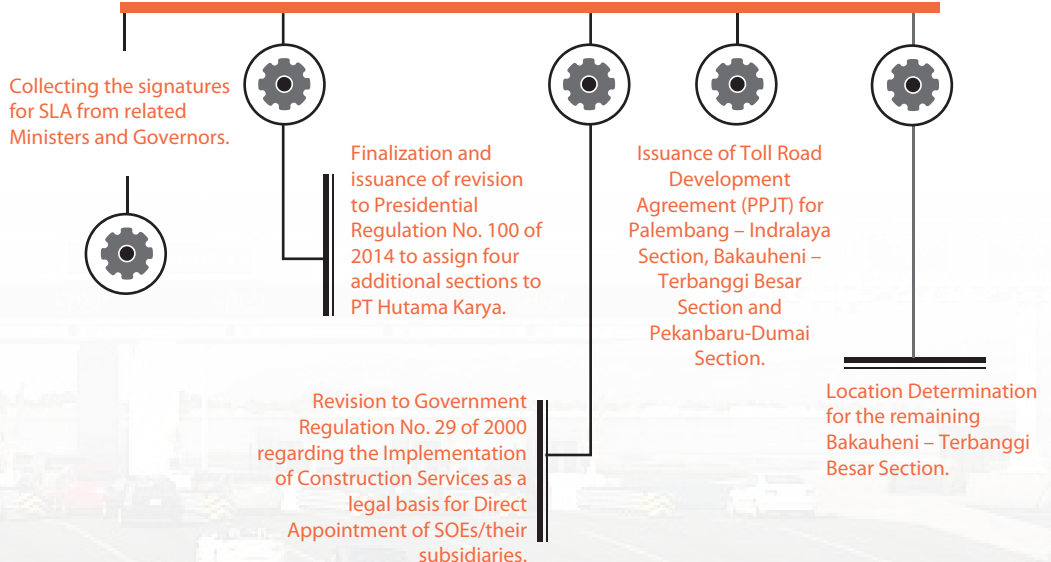 Collecting the signatures
for SLA from related
Ministers and Governors.
Finalization and
issuance of revision
to Presidential
Regulation No. 100 of
2014 to assign four
additional sections to
PT Hutama Karya.
Revision to Government
Regulation No. 29 of 2000
regarding the Implementation
of Construction Services as a
legal basis for Direct
Appointment of SOEs/their
subsidiaries.
Issuance of Toll Road
Development
Agreement (PPJT) for
Palembang – Indralaya
Section, Bakauheni –
Terbanggi Besar
Section and
Pekanbaru-Dumai
Section.
Location Determination
for the remaining
Bakauheni – Terbanggi
Besar Section.